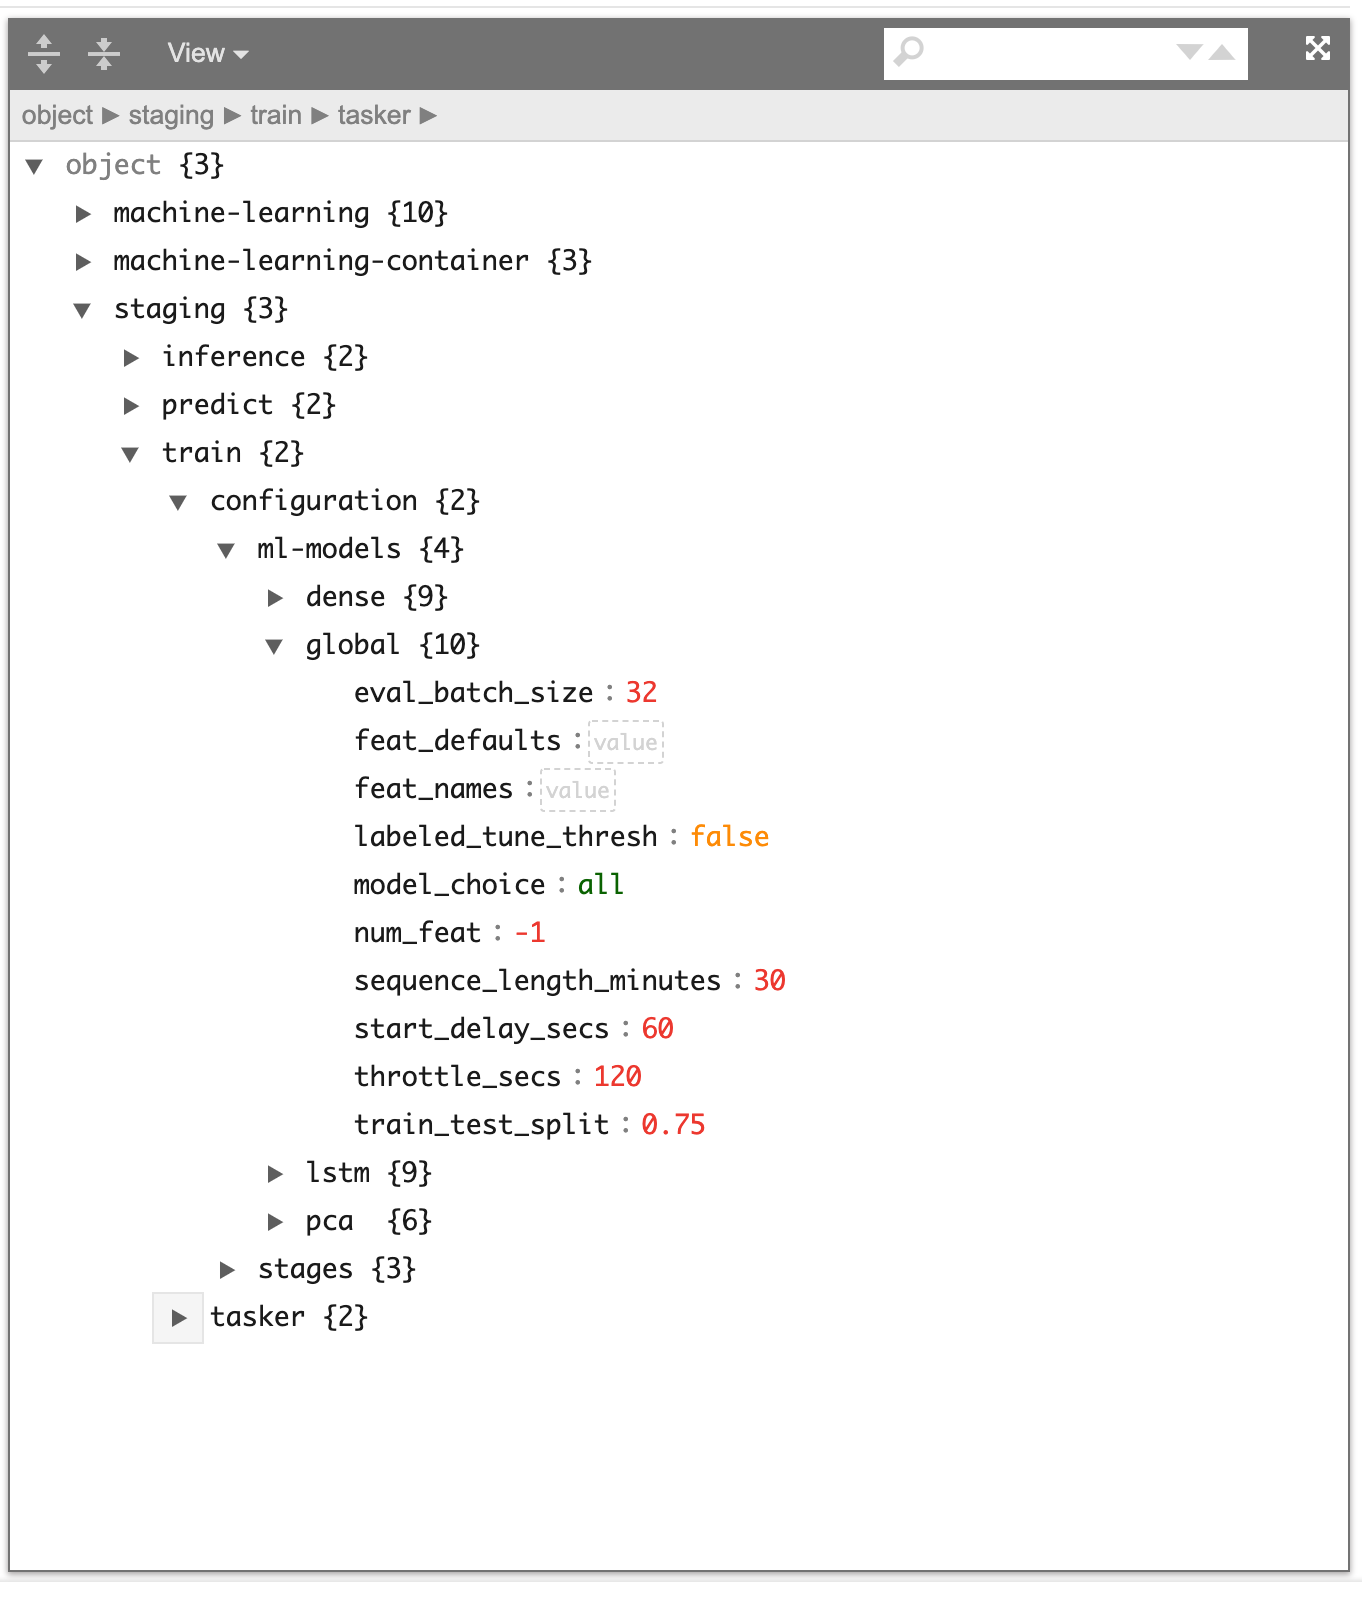 View
object ▶ staging ▶ train ▶ tasker ▶
object {3}
machine-learning {10}
machine-learning-container {3}
staging {3}
inference {2}
predict {2}
train {2}
configuration {2}
ml-models {4}
dense {9}
global {10}
eval_batch_size : 32
feat_defaults : value
feat_names : value
labeled_tune_thresh : false
model_choice : all
num_feat : -1
sequence_length_minutes : 30
start_delay_secs : 60
throttle_secs : 120
train_test_split : 0.75
lstm {9}
pca {6}
stages {3}
tasker {2}